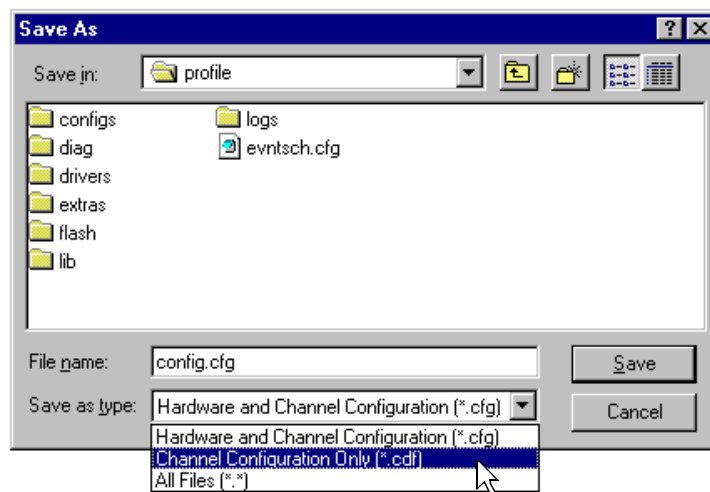 Save As
Save in: profile
configs logs
diag evntsch.cfg
drivers
extras
flash
lib
File name: config.cfg Save
Save as type: Hardware and Channel Configuration (*.cfg) Cancel
Hardware and Channel Configuration (*.cfg)
Channel Configuration Only (*.cdf)
All Files (*.*)